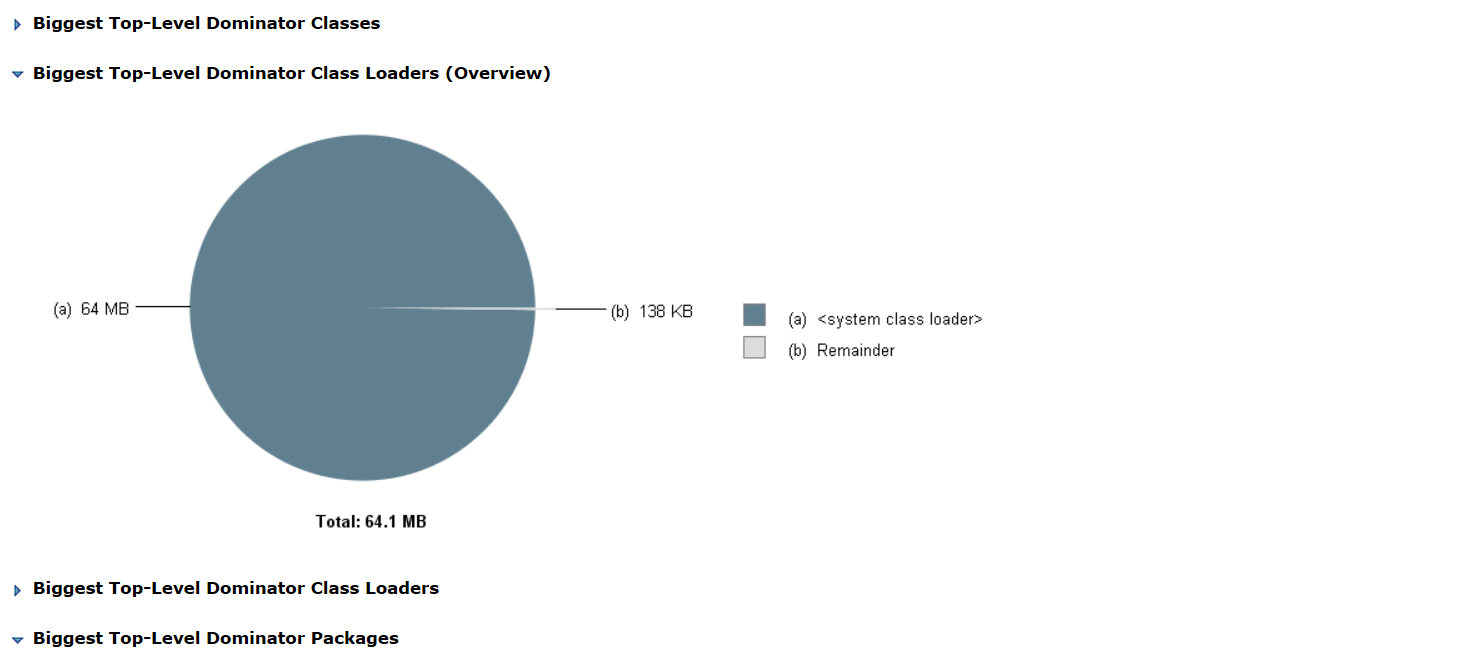 Biggest Top-Level Dominator Classes
Biggest Top-Level Dominator Class Loaders (Overview)
(a) 64 MB
(b) 138 KB
(a) <system class loader>
(b) Remainder
Total: 64.1 MB
Biggest Top-Level Dominator Class Loaders
Biggest Top-Level Dominator Packages